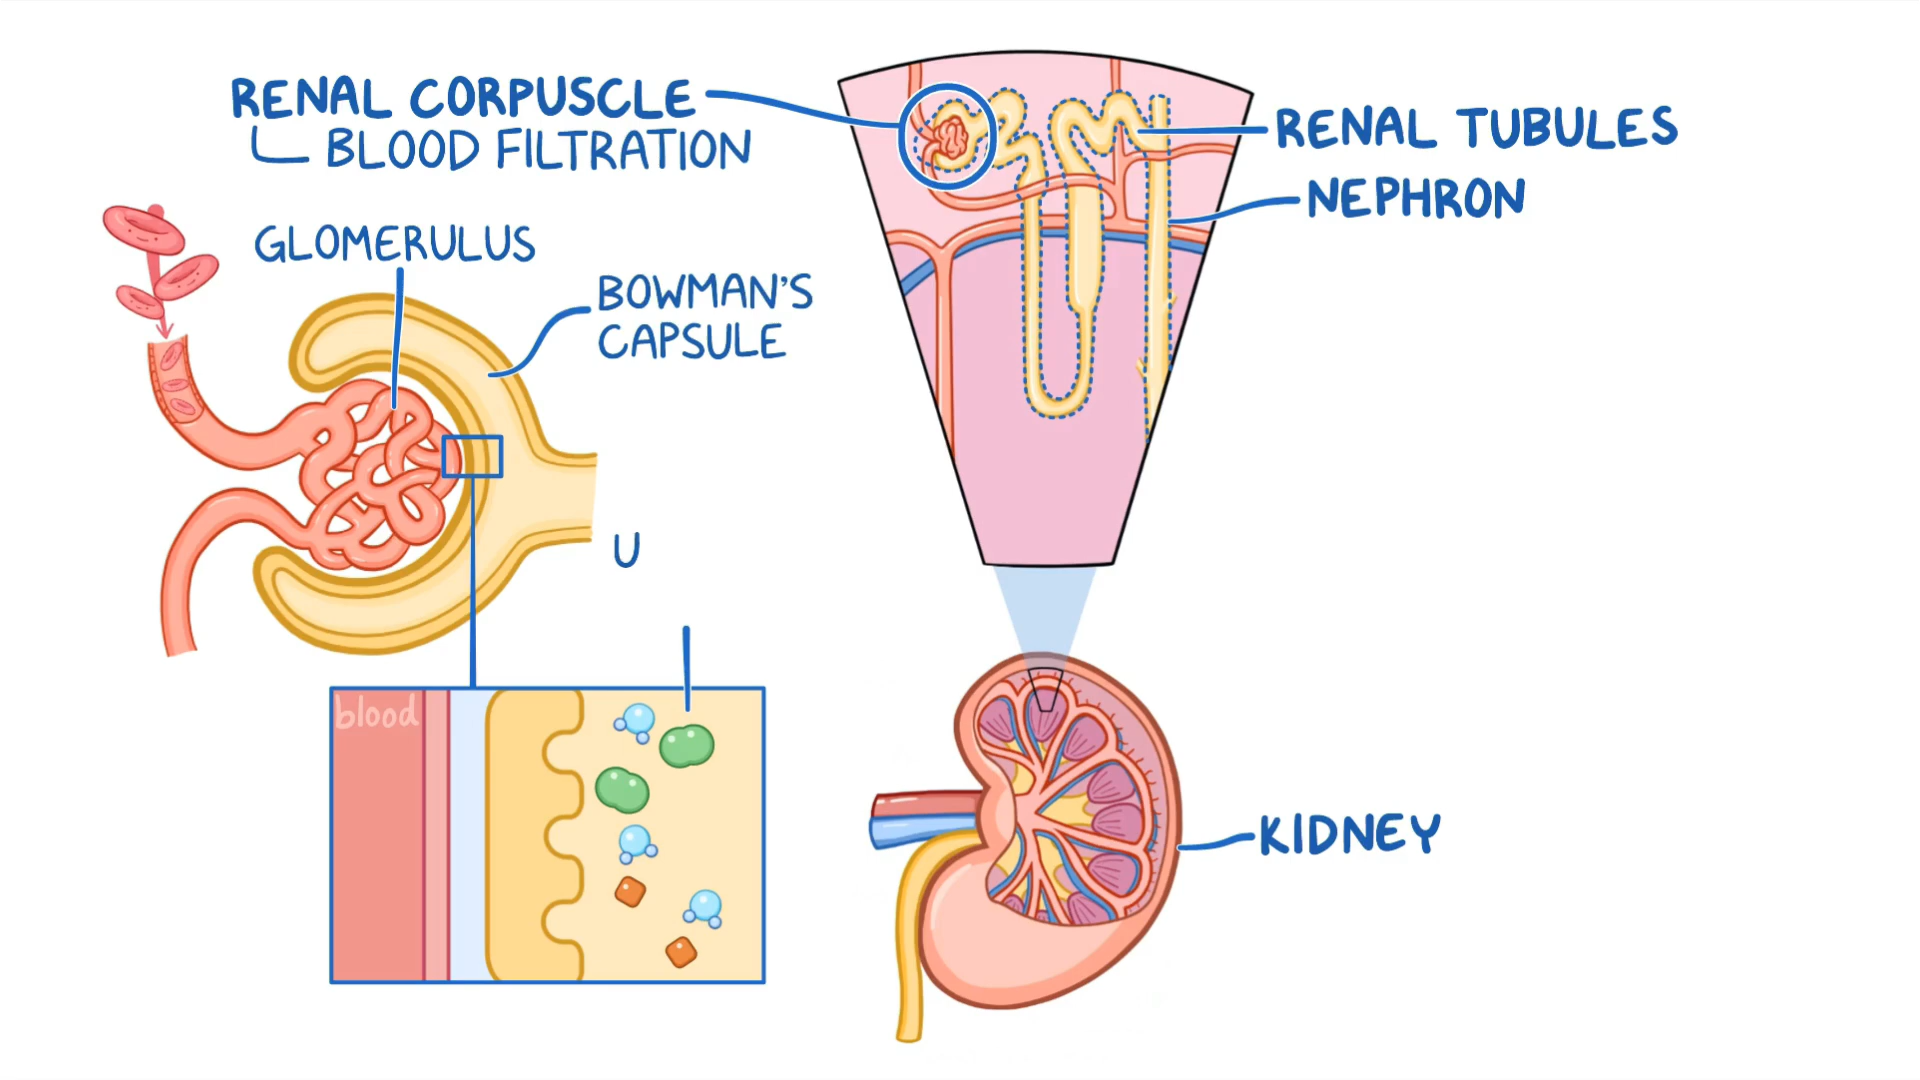 RENAL CORPUSCLE
BLOOD FILTRATION
GLOMERULUS
BOWMAN'S
CAPSULE
U
blood
RENAL TUBULES
NEPHRON
KIDNEY